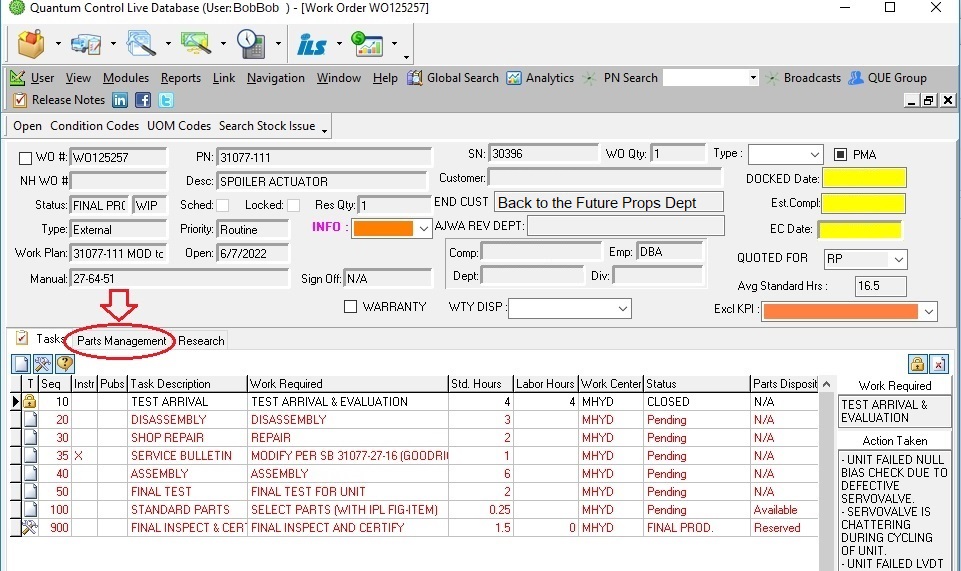 Quantum Control Live Database (User:BobBob ) - [Work Order WO125257]
ILS
User View Modules Reports Link Navigation Window Help Global Search Analytics PN Search Broadcasts QUE Group
Release Notes in f
Open Condition Codes UOM Codes Search Stock Issue
WO #: WO125257 PN: 31077-111 SN: 30396 WO Qty: 1 Type : PMA
NH WO # Desc: SPOILER ACTUATOR Customer: DOCKED Date:
Status: FINAL PR( WIP Sched: Locked: Res Qty: 1 END CUST Back to the Future Props Dept Est.Compl:
Type: External Priority: Routine INFO : AJWA REV DEPT: EC Date:
Work Plan: 31077-111 MOD tc Open: 6/7/2022 Comp: Emp: DBA QUOTED FOR RP
Manual: 27-64-51 Sign Off: N/A Dept: Div: Avg Standard Hrs : 16.5
WARRANTY WTY DISP : Excl KPI :
Tasks Parts Management Research
T Seq Instr Pubs Task Description Work Required Std. Hours Labor Hours Work Center Status Parts Disposit Work Required
10 TEST ARRIVAL TEST ARRIVAL & EVALUATION 4 4 MHYD CLOSED N/A
20 DISASSEMBLY DISASSEMBLY 3 MHYD Pending N/A
30 SHOP REPAIR REPAIR 2 MHYD Pending N/A
35 X SERVICE BULLETIN MODIFY PER SB 31077-27-16 (GOODRI( 1 MHYD Pending N/A
40 ASSEMBLY ASSEMBLY 6 MHYD Pending N/A
50 FINAL TEST FINAL TEST FOR UNIT 2 MHYD Pending N/A
100 STANDARD PARTS SELECT PARTS (WITH IPL FIG-ITEM) 0.25 MHYD Pending Available
900 FINAL INSPECT & CER FINAL INSPECT AND CERTIFY 1.5 0 MHYD FINAL PROD. Reserved
TEST ARRIVAL &
EVALUATION
Action Taken
- UNIT FAILED NULL
BIAS CHECK DUE TO
DEFECTIVE
SERVOVALVE.
- SERVOVALVE IS
CHATTERING
DURING CYCLING
OF UNIT.
- UNIT FAILED LVDT